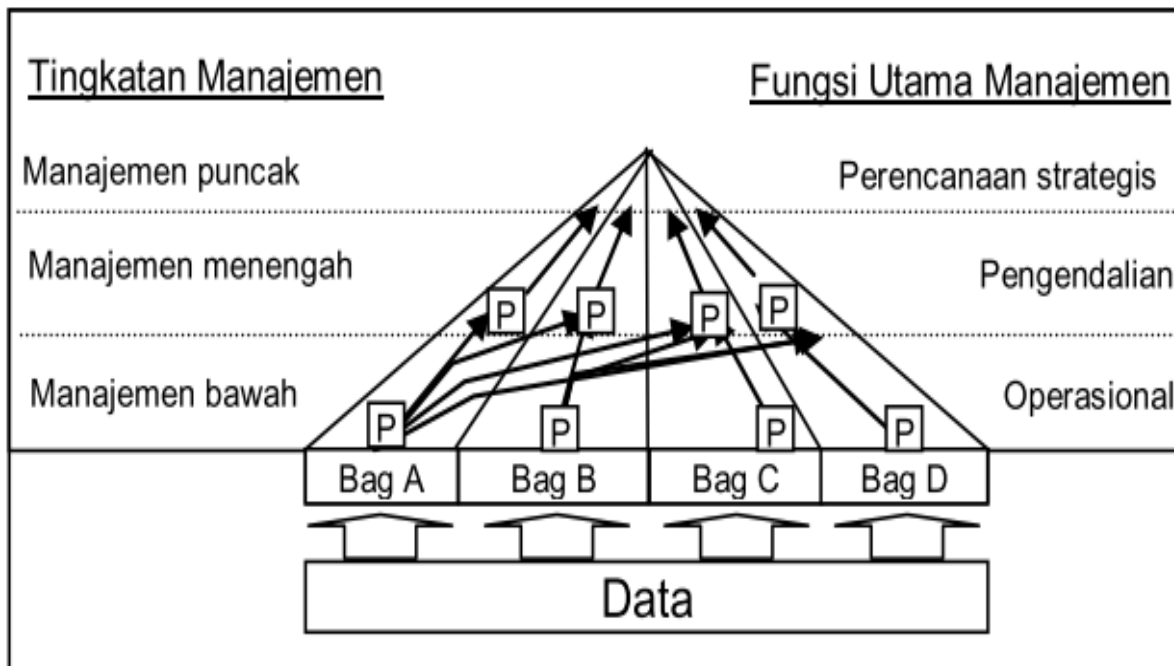 Tingkatan Manajemen
Fungsi Utama Manajemen
Manajemen puncak
Perencanaan strategis
Manajemen menengah
Pengendalian
P
P
P
P
Manajemen bawah
Operasional
P
P
P
P
Bag A
Bag B
Bag C
Bag D
Data